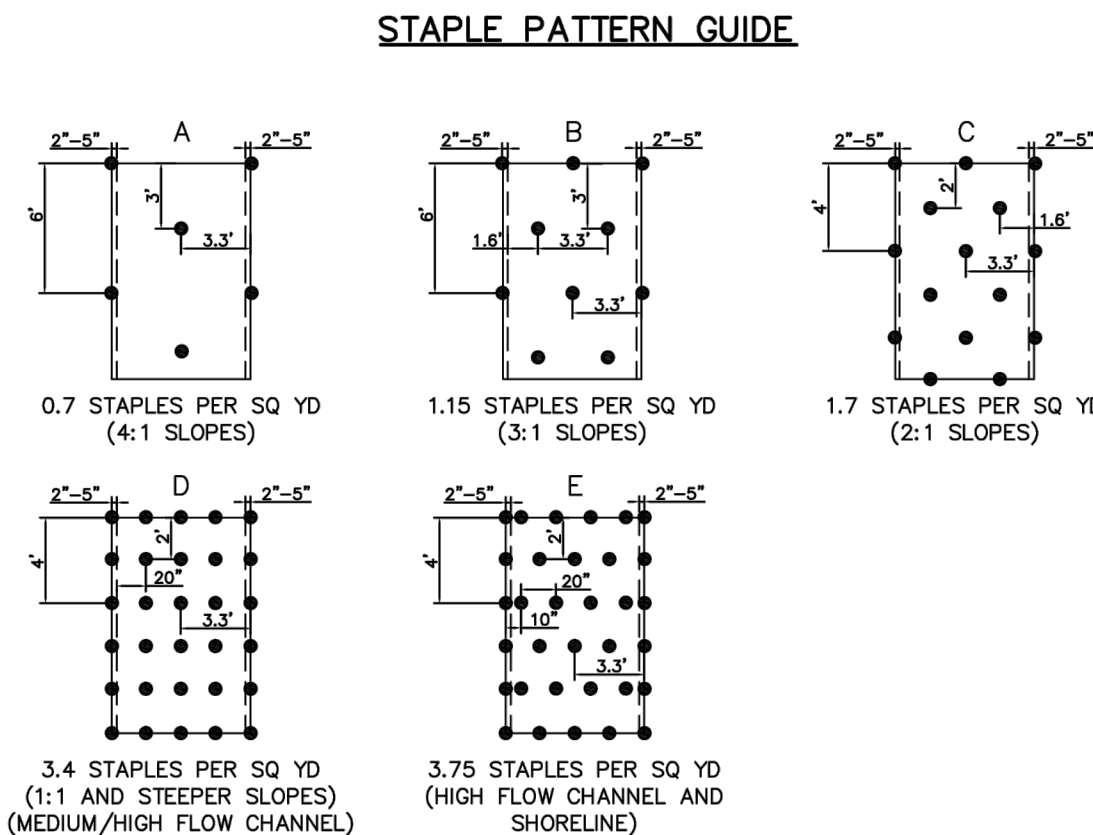 STAPLE PATTERN GUIDE
A
2"-5" 2"-5"
6'
3'
3.3'
0.7 STAPLES PER SQ YD
(4:1 SLOPES)
B
2"-5" 2"-5"
6'
3'
1.6' 3.3'
3.3'
1.15 STAPLES PER SQ YD
(3:1 SLOPES)
C
2"-5" 2"-5"
4'
2'
1.6'
3.3'
1.7 STAPLES PER SQ YD
(2:1 SLOPES)
D
2"-5" 2"-5"
4'
2'
20"
3.3'
3.4 STAPLES PER SQ YD
(1:1 AND STEEPER SLOPES)
(MEDIUM/HIGH FLOW CHANNEL)
E
2"-5" 2"-5"
4'
2'
20"
10"
3.3'
3.75 STAPLES PER SQ YD
(HIGH FLOW CHANNEL AND
SHORELINE)